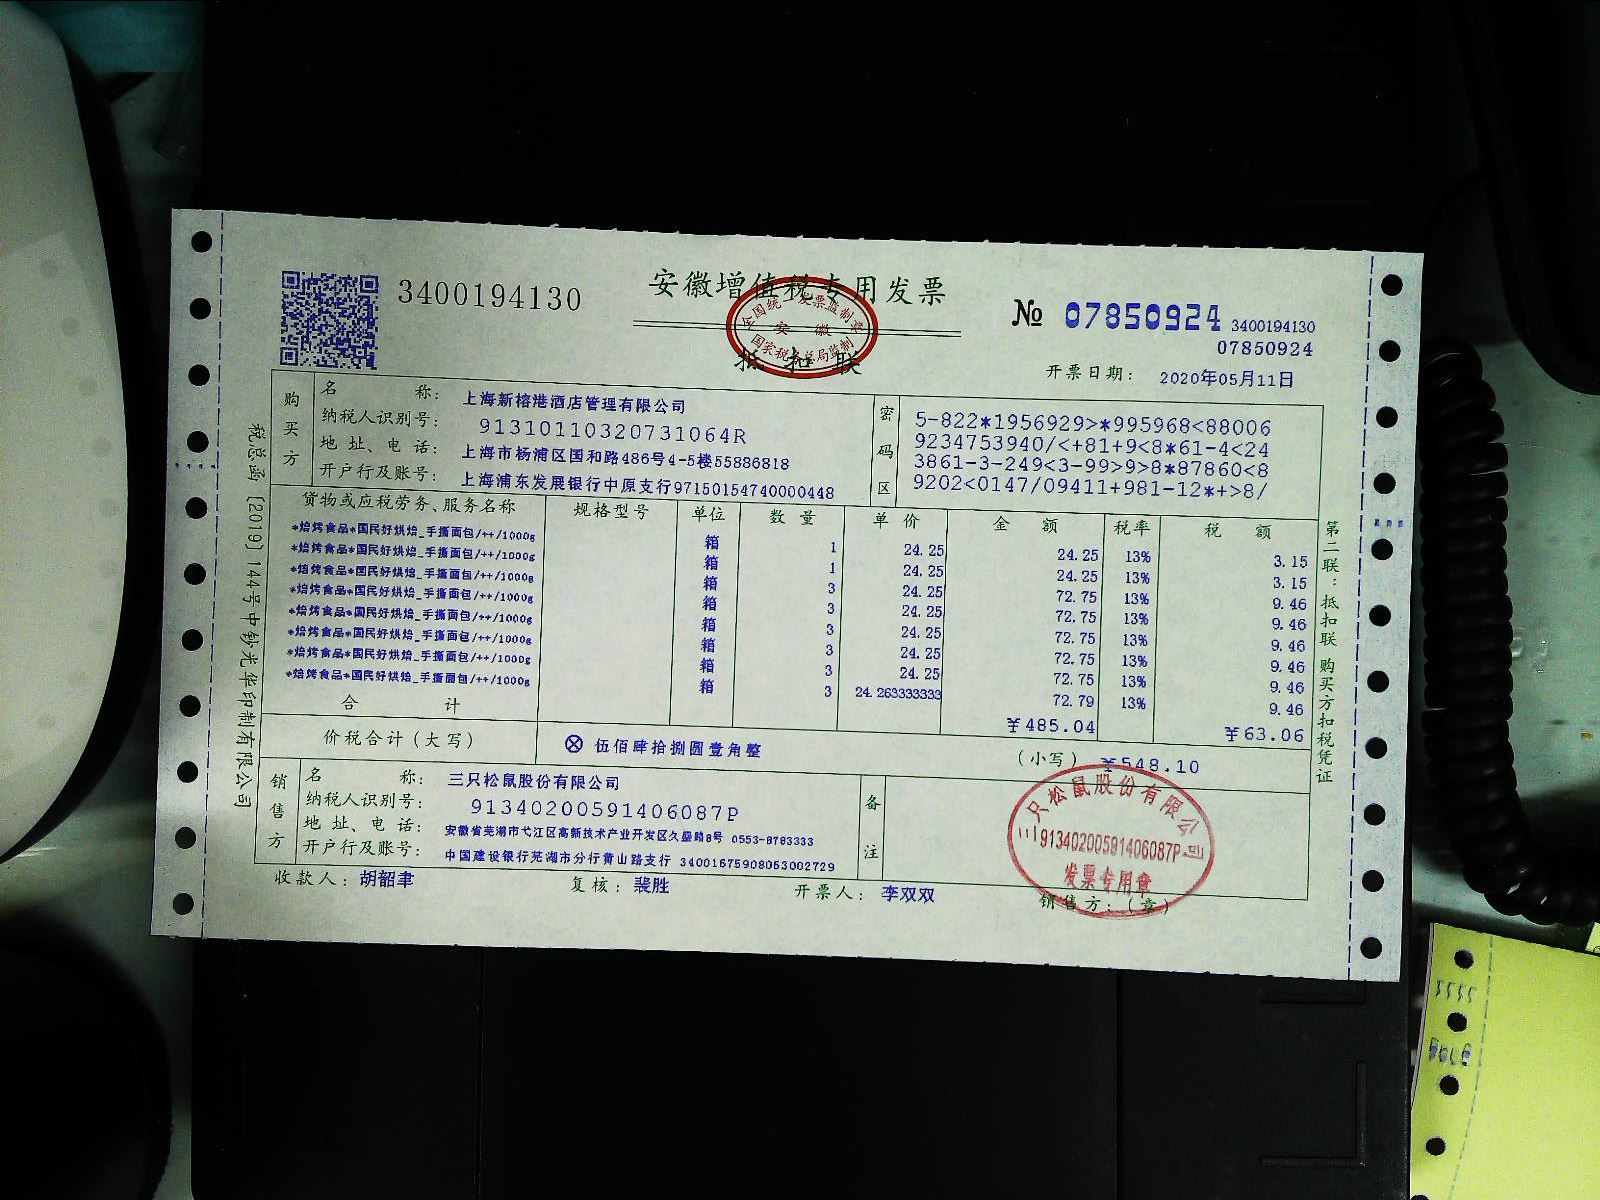 3400194130
安徽增值税专用发票
全国统一发票监制章
安徽
国家税务总局监制
抵扣联
№ 07850924 3400194130
07850924
开票日期: 2020年05月11日
购买方
名称: 上海新榕港酒店管理有限公司
纳税人识别号: 91310110320731064R
地址、电话: 上海市杨浦区国和路486号4-5楼55886818
开户行及账号: 上海浦东发展银行中原支行97150154740000448
密码区
5-822*1956929>*995968<88006
9234753940/<+81+9<8*61-4<24
3861-3-249<3-99>9>8*87860<8
9202<0147/09411+981-12*+>8/
货物或应税劳务、服务名称 规格型号 单位 数量 单价 金额 税率 税额
*焙烤食品*国民好烘焙_手撕面包/++/1000g 箱 1 24.25 24.25 13% 3.15
*焙烤食品*国民好烘焙_手撕面包/++/1000g 箱 1 24.25 24.25 13% 3.15
*焙烤食品*国民好烘焙_手撕面包/++/1000g 箱 3 24.25 72.75 13% 9.46
*焙烤食品*国民好烘焙_手撕面包/++/1000g 箱 3 24.25 72.75 13% 9.46
*焙烤食品*国民好烘焙_手撕面包/++/1000g 箱 3 24.25 72.75 13% 9.46
*焙烤食品*国民好烘焙_手撕面包/++/1000g 箱 3 24.25 72.75 13% 9.46
*焙烤食品*国民好烘焙_手撕面包/++/1000g 箱 3 24.25 72.75 13% 9.46
*焙烤食品*国民好烘焙_手撕面包/++/1000g 箱 3 24.263333333 72.79 13% 9.46
合计 ¥485.04 ¥63.06
价税合计(大写) ⊗ 伍佰肆拾捌圆壹角整 (小写) ¥548.10
销售方
名称: 三只松鼠股份有限公司
纳税人识别号: 91340200591406087P
地址、电话: 安徽省芜湖市弋江区高新技术产业开发区久盛路8号 0553-8783333
开户行及账号: 中国建设银行芜湖市分行黄山路支行 34001675908053002729
备注
三只松鼠股份有限公司
91340200591406087P
发票专用章
收款人: 胡韶聿 复核: 裴胜 开票人: 李双双 销售方:(章)
税总函〔2019〕144号中钞光华印制有限公司
第二联:抵扣联 购买方扣税凭证